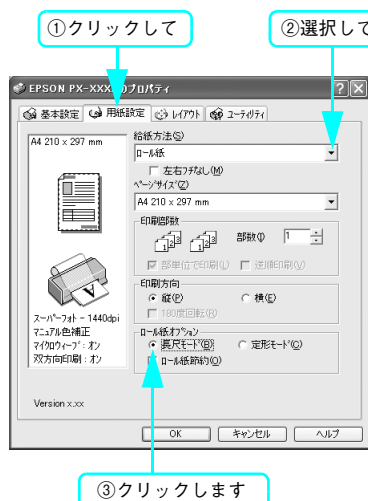 ①クリックして
②選択して
EPSON PX-XXXのプロパティ
基本設定
用紙設定
レイアウト
ユーティリティ
A4 210 x 297 mm
給紙方法(S)
ロール紙
左右フチなし(M)
ページサイズ(Z)
A4 210 x 297 mm
印刷部数
部数(I) 1
部単位で印刷(L)
逆順印刷(V)
印刷方向
縦(P)
横(E)
180度回転(R)
スーパーフォト - 1440dpi
マニュアル色補正
マイクロウィーブ : オン
双方向印刷 : オン
ロール紙オプション
長尺モード(B)
定形モード(C)
ロール紙節約(O)
Version x.xx
OK
キャンセル
ヘルプ
③クリックします